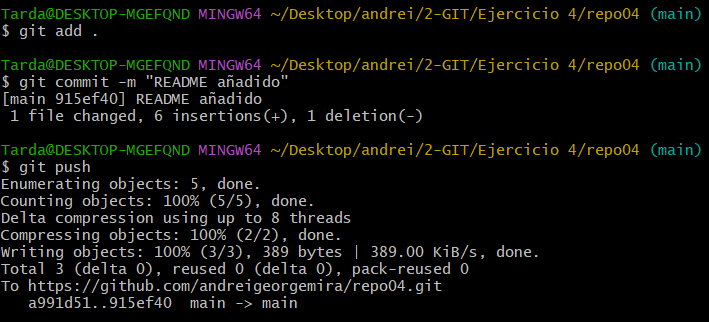 Tarda@DESKTOP-MGEFQND MINGW64 ~/Desktop/andrei/2-GIT/Ejercicio 4/repo04 (main)
$ git add .
Tarda@DESKTOP-MGEFQND MINGW64 ~/Desktop/andrei/2-GIT/Ejercicio 4/repo04 (main)
$ git commit -m "README añadido"
[main 915ef40] README añadido
 1 file changed, 6 insertions(+), 1 deletion(-)
Tarda@DESKTOP-MGEFQND MINGW64 ~/Desktop/andrei/2-GIT/Ejercicio 4/repo04 (main)
$ git push
Enumerating objects: 5, done.
Counting objects: 100% (5/5), done.
Delta compression using up to 8 threads
Compressing objects: 100% (2/2), done.
Writing objects: 100% (3/3), 389 bytes | 389.00 KiB/s, done.
Total 3 (delta 0), reused 0 (delta 0), pack-reused 0
To https://github.com/andreigeorgemira/repo04.git
   a991d51..915ef40  main -> main